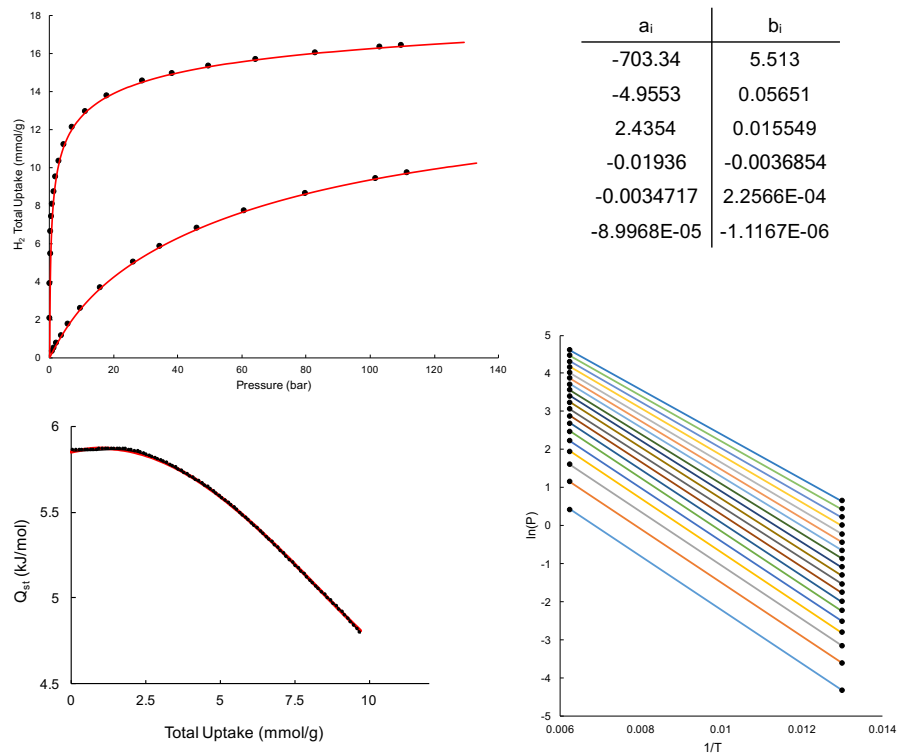 H₂ Total Uptake (mmol/g)
18
16
14
12
10
8
6
4
2
0
0 20 40 60 80 100 120 140
Pressure (bar)
aᵢ bᵢ
-703.34 5.513
-4.9553 0.05651
2.4354 0.015549
-0.01936 -0.0036854
-0.0034717 2.2566E-04
-8.9968E-05 -1.1167E-06
Qst (kJ/mol)
6
5.5
5
4.5
0 2.5 5 7.5 10
Total Uptake (mmol/g)
ln(P)
5
4
3
2
1
0
-1
-2
-3
-4
-5
0.006 0.008 0.01 0.012 0.014
1/T